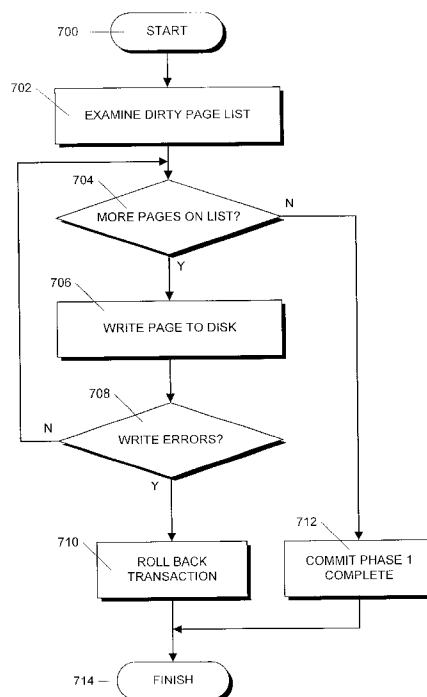 700
START
702
EXAMINE DIRTY PAGE LIST
704
MORE PAGES ON LIST?
N
Y
706
WRITE PAGE TO DISK
708
N
WRITE ERRORS?
Y
710
ROLL BACK
TRANSACTION
712
COMMIT PHASE 1
COMPLETE
714
FINISH